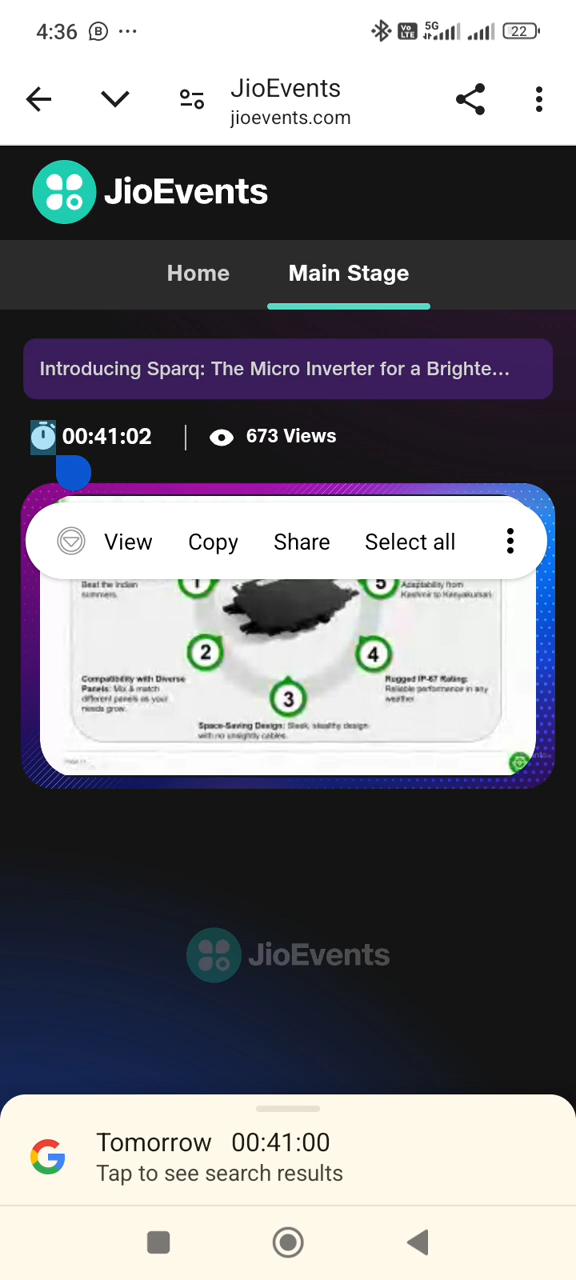 4:36
Vo LTE 5G 22
JioEvents
jioevents.com
JioEvents
Home Main Stage
Introducing Sparq: The Micro Inverter for a Brighte...
00:41:02 673 Views
View Copy Share Select all
1 5
Beat the Indian
summers.
Adaptability from
Kashmir to Kanyakumari
2 4
Compatibility with Diverse
Panels: Mix & match
different panels as your
needs grow.
Rugged IP-67 Rating:
Reliable performance in any
weather.
3
Space-Saving Design: Sleek, stealthy design
with no unsightly cables.
JioEvents
Tomorrow 00:41:00
Tap to see search results